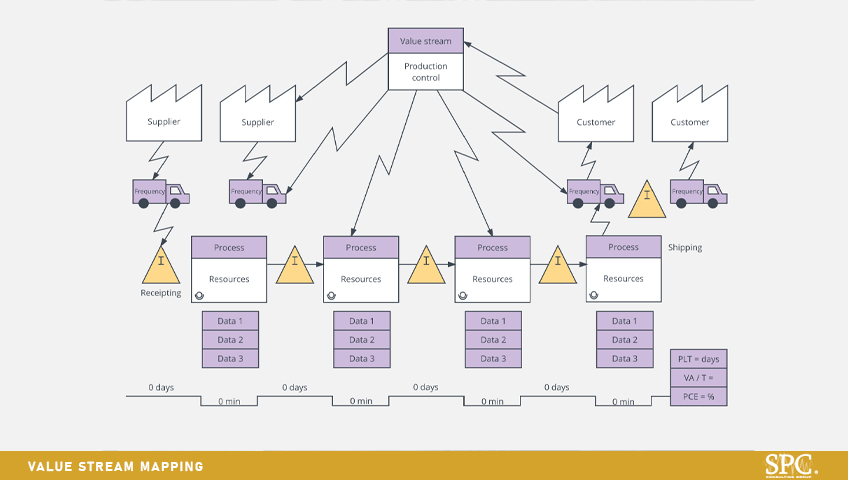 Value stream
Production
control
Supplier
Supplier
Customer
Customer
Frequency
Frequency
Frequency
Frequency
I
I
Receipting
Process
Resources
I
Process
Resources
I
Process
Resources
I
Process
Resources
Shipping
Data 1
Data 2
Data 3
Data 1
Data 2
Data 3
Data 1
Data 2
Data 3
Data 1
Data 2
Data 3
PLT = days
VA / T =
PCE = %
0 days
0 min
0 days
0 min
0 days
0 min
0 days
0 min
VALUE STREAM MAPPING
SPC
CONSULTING GROUP